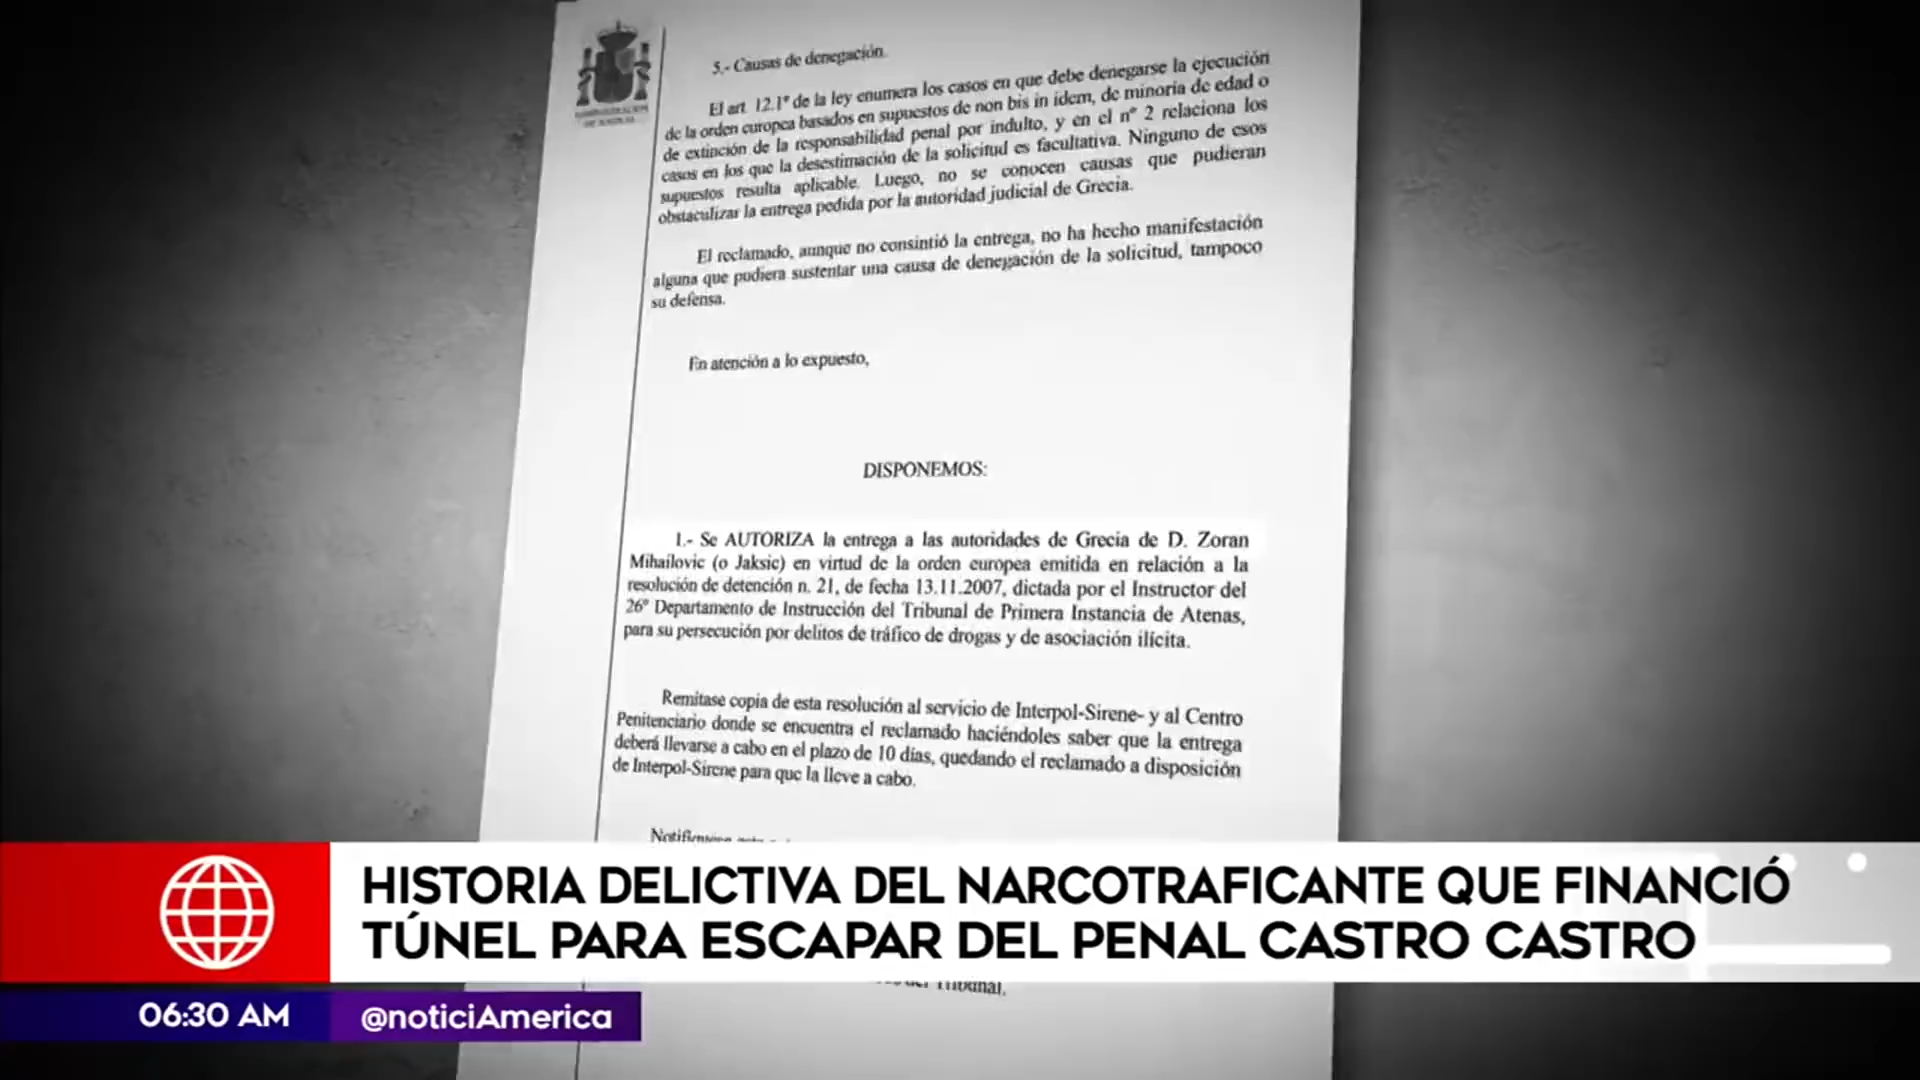 5.- Causas de denegación.
El art. 12.1º de la ley enumera los casos en que debe denegarse la ejecución
de la orden europea basados en supuestos de non bis in idem, de minoría de edad o
de extinción de la responsabilidad penal por indulto, y en el nº 2 relaciona los
casos en los que la desestimación de la solicitud es facultativa. Ninguno de esos
supuestos resulta aplicable. Luego, no se conocen causas que pudieran
obstaculizar la entrega pedida por la autoridad judicial de Grecia.
El reclamado, aunque no consintió la entrega, no ha hecho manifestación
alguna que pudiera sustentar una causa de denegación de la solicitud, tampoco
su defensa.
En atención a lo expuesto,
DISPONEMOS:
1.- Se AUTORIZA la entrega a las autoridades de Grecia de D. Zoran
Mihailovic (o Jaksic) en virtud de la orden europea emitida en relación a la
resolución de detención n. 21, de fecha 13.11.2007, dictada por el Instructor del
26º Departamento de Instrucción del Tribunal de Primera Instancia de Atenas,
para su persecución por delitos de tráfico de drogas y de asociación ilícita.
Remítase copia de esta resolución al servicio de Interpol-Sirene- y al Centro
Penitenciario donde se encuentra el reclamado haciéndoles saber que la entrega
deberá llevarse a cabo en el plazo de 10 días, quedando el reclamado a disposición
de Interpol-Sirene para que la lleve a cabo.
HISTORIA DELICTIVA DEL NARCOTRAFICANTE QUE FINANCIÓ
TÚNEL PARA ESCAPAR DEL PENAL CASTRO CASTRO
Tribunal.
06:30 AM @noticiAmerica